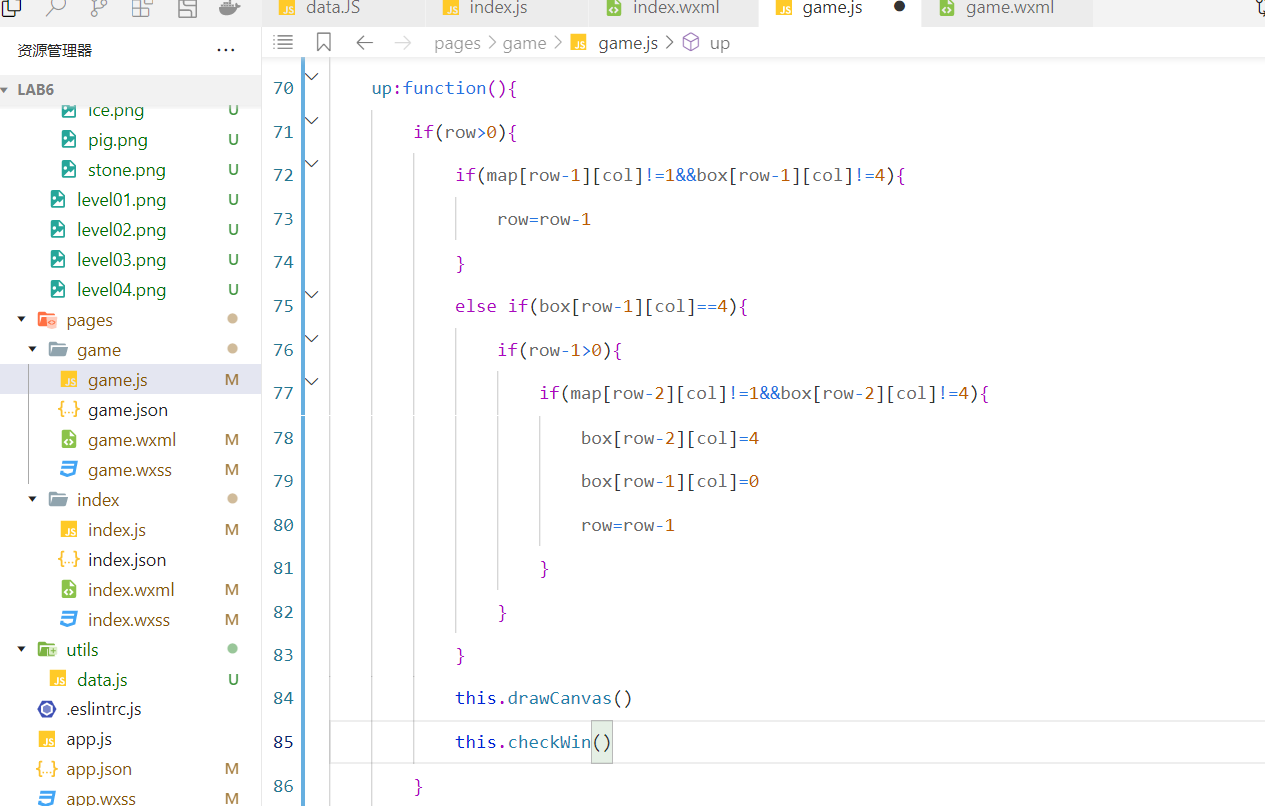 data.JS
index.js
index.wxml
game.js
game.wxml
资源管理器
pages > game > game.js > up
LAB6
ice.png U
pig.png U
stone.png U
level01.png U
level02.png U
level03.png U
level04.png U
pages
game
game.js M
game.json
game.wxml M
game.wxss M
index
index.js M
index.json
index.wxml M
index.wxss M
utils
data.js U
.eslintrc.js
app.js
app.json M
app.wxss M
70 up:function(){
71 if(row>0){
72 if(map[row-1][col]!=1&&box[row-1][col]!=4){
73 row=row-1
74 }
75 else if(box[row-1][col]==4){
76 if(row-1>0){
77 if(map[row-2][col]!=1&&box[row-2][col]!=4){
78 box[row-2][col]=4
79 box[row-1][col]=0
80 row=row-1
81 }
82 }
83 }
84 this.drawCanvas()
85 this.checkWin()
86 }